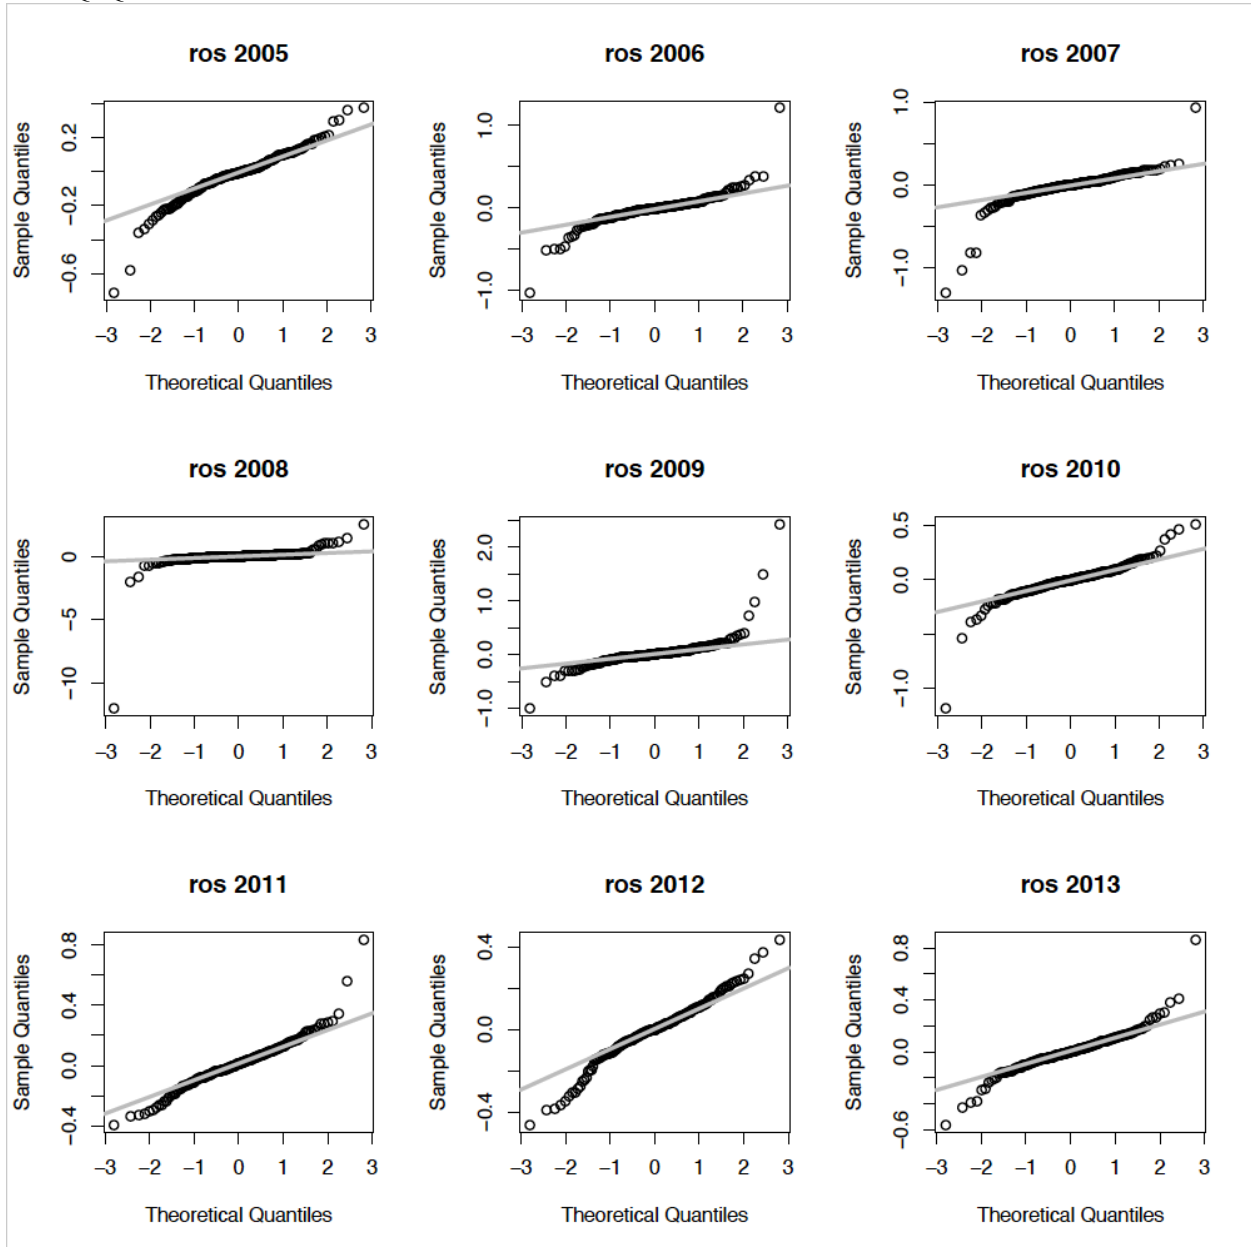 ros 2005
ros 2006
ros 2007
Sample Quantiles
0.2
−0.2
−0.6
−3 −2 −1 0 1 2 3
Theoretical Quantiles
Sample Quantiles
1.0
0.0
−1.0
−3 −2 −1 0 1 2 3
Theoretical Quantiles
Sample Quantiles
1.0
0.0
−1.0
−3 −2 −1 0 1 2 3
Theoretical Quantiles
ros 2008
ros 2009
ros 2010
Sample Quantiles
0
−5
−10
−3 −2 −1 0 1 2 3
Theoretical Quantiles
Sample Quantiles
2.0
1.0
0.0
−1.0
−3 −2 −1 0 1 2 3
Theoretical Quantiles
Sample Quantiles
0.5
0.0
−1.0
−3 −2 −1 0 1 2 3
Theoretical Quantiles
ros 2011
ros 2012
ros 2013
Sample Quantiles
0.8
0.4
0.0
−0.4
−3 −2 −1 0 1 2 3
Theoretical Quantiles
Sample Quantiles
0.4
0.0
−0.4
−3 −2 −1 0 1 2 3
Theoretical Quantiles
Sample Quantiles
0.8
0.4
0.0
−0.6
−3 −2 −1 0 1 2 3
Theoretical Quantiles